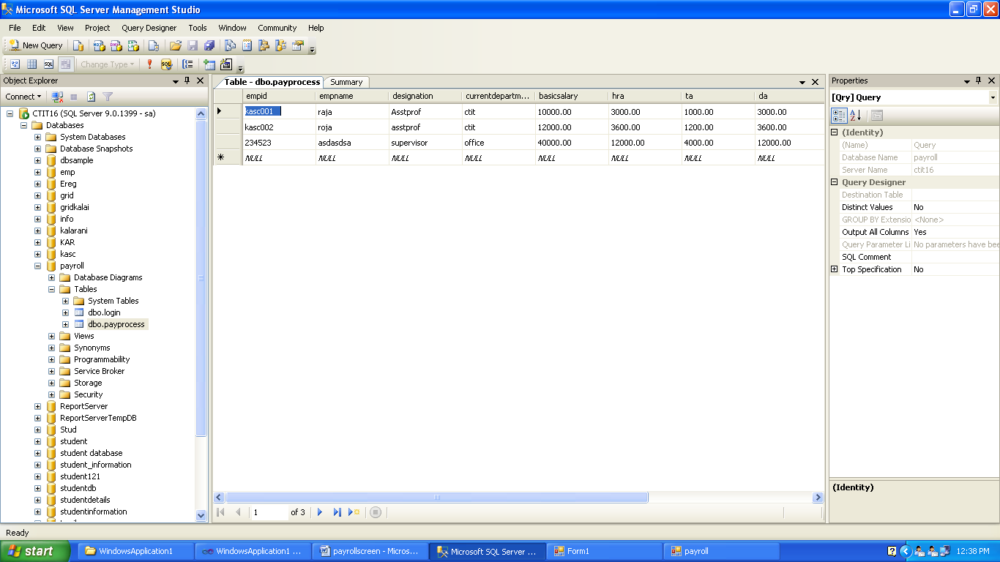 Microsoft SQL Server Management Studio
File Edit View Project Query Designer Tools Window Community Help
New Query
Change Type
Object Explorer
Connect
CTIT16 (SQL Server 9.0.1399 - sa)
Databases
System Databases
Database Snapshots
dbsample
emp
Ereg
grid
gridkalai
info
kalarani
KAR
kasc
payroll
Database Diagrams
Tables
System Tables
dbo.login
dbo.payprocess
Views
Synonyms
Programmability
Service Broker
Storage
Security
ReportServer
ReportServerTempDB
Stud
student
student database
student_information
student121
studentdb
studentdetails
studentinformation
Table - dbo.payprocess Summary
empid empname designation currentdepartm... basicsalary hra ta da
kasc001 raja Asstprof ctit 10000.00 3000.00 1000.00 3000.00
kasc002 roja asstprof ctit 12000.00 3600.00 1200.00 3600.00
234523 asdasdsa supervisor office 40000.00 12000.00 4000.00 12000.00
NULL NULL NULL NULL NULL NULL NULL NULL
1 of 3
Properties
[Qry] Query
(Identity)
(Name) Query
Database Name payroll
Server Name ctit16
Query Designer
Destination Table
Distinct Values No
GROUP BY Extensio <None>
Output All Columns Yes
Query Parameter Li No parameters have bee
SQL Comment
Top Specification No
(Identity)
Ready
start WindowsApplication1 WindowsApplication1 ... payrollscreen - Micros... Microsoft SQL Server ... Form1 payroll 12:38 PM